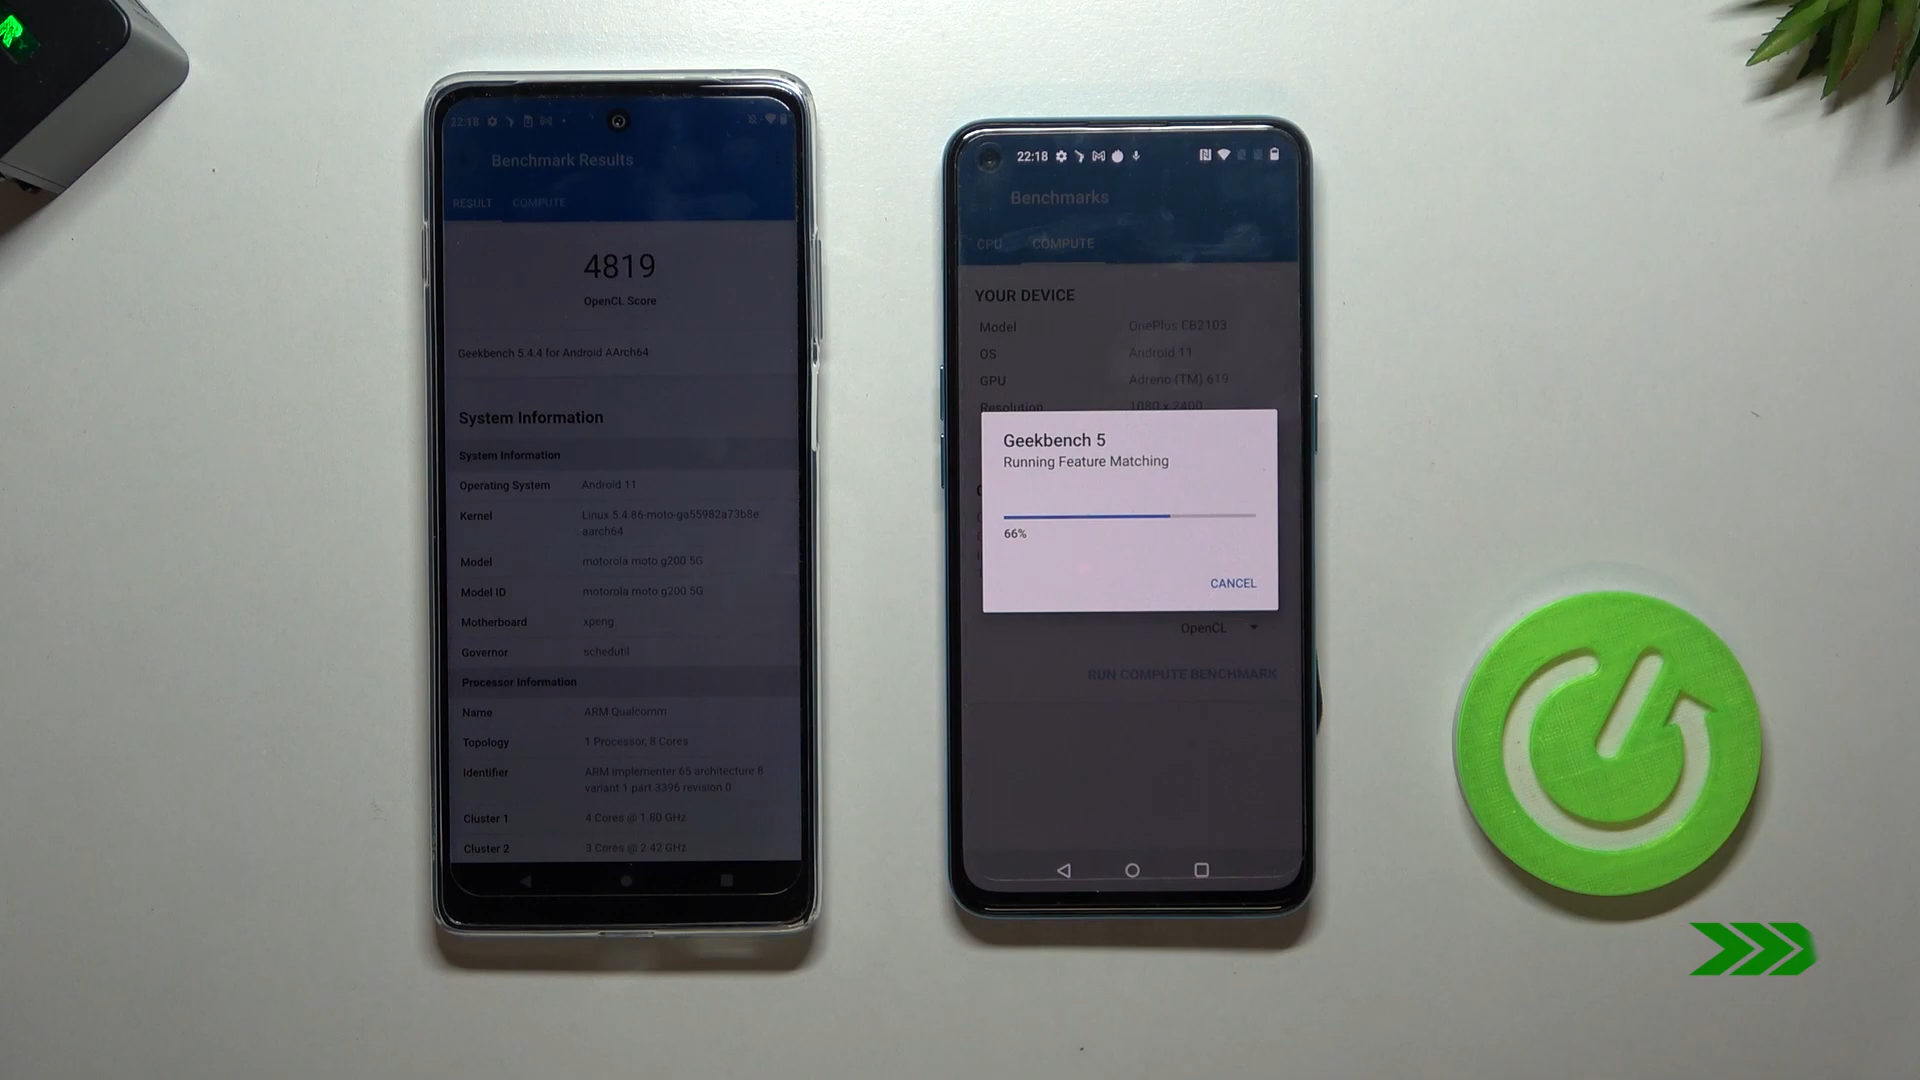 22:18
Benchmark Results
RESULT COMPUTE
4819
OpenCL Score
Geekbench 5.4.4 for Android AArch64
System Information
System Information
Operating System Android 11
Kernel Linux 5.4.86-moto-ga55982a73b8e
aarch64
Model motorola moto g200 5G
Model ID motorola moto g200 5G
Motherboard xpeng
Governor schedutil
Processor Information
Name ARM Qualcomm
Topology 1 Processor, 8 Cores
Identifier ARM implementer 65 architecture 8
variant 1 part 3396 revision 0
Cluster 1 4 Cores @ 1.80 GHz
Cluster 2 3 Cores @ 2.42 GHz
22:18
Benchmarks
CPU COMPUTE
YOUR DEVICE
Model OnePlus EB2103
OS Android 11
GPU Adreno (TM) 619
Resolution 1080 x 2400
Geekbench 5
Running Feature Matching
66%
CANCEL
OpenCL
RUN COMPUTE BENCHMARK